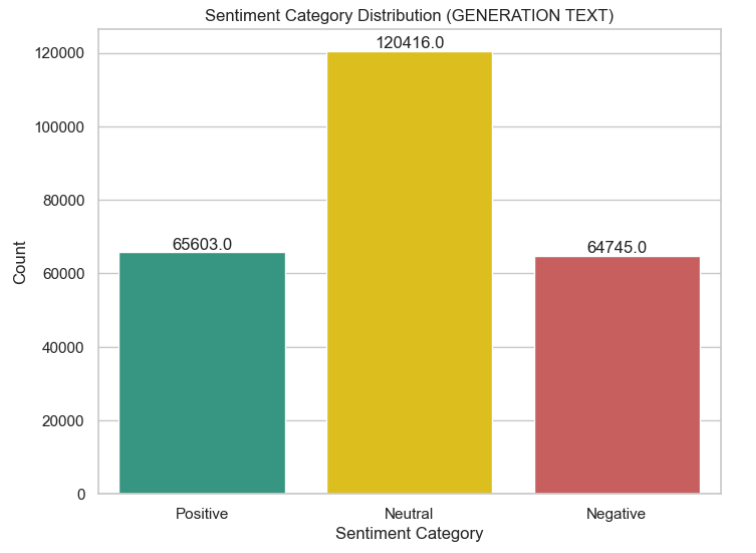 Sentiment Category Distribution (GENERATION TEXT)
120416.0
65603.0
64745.0
120000
100000
80000
60000
40000
20000
0
Count
Positive
Neutral
Negative
Sentiment Category